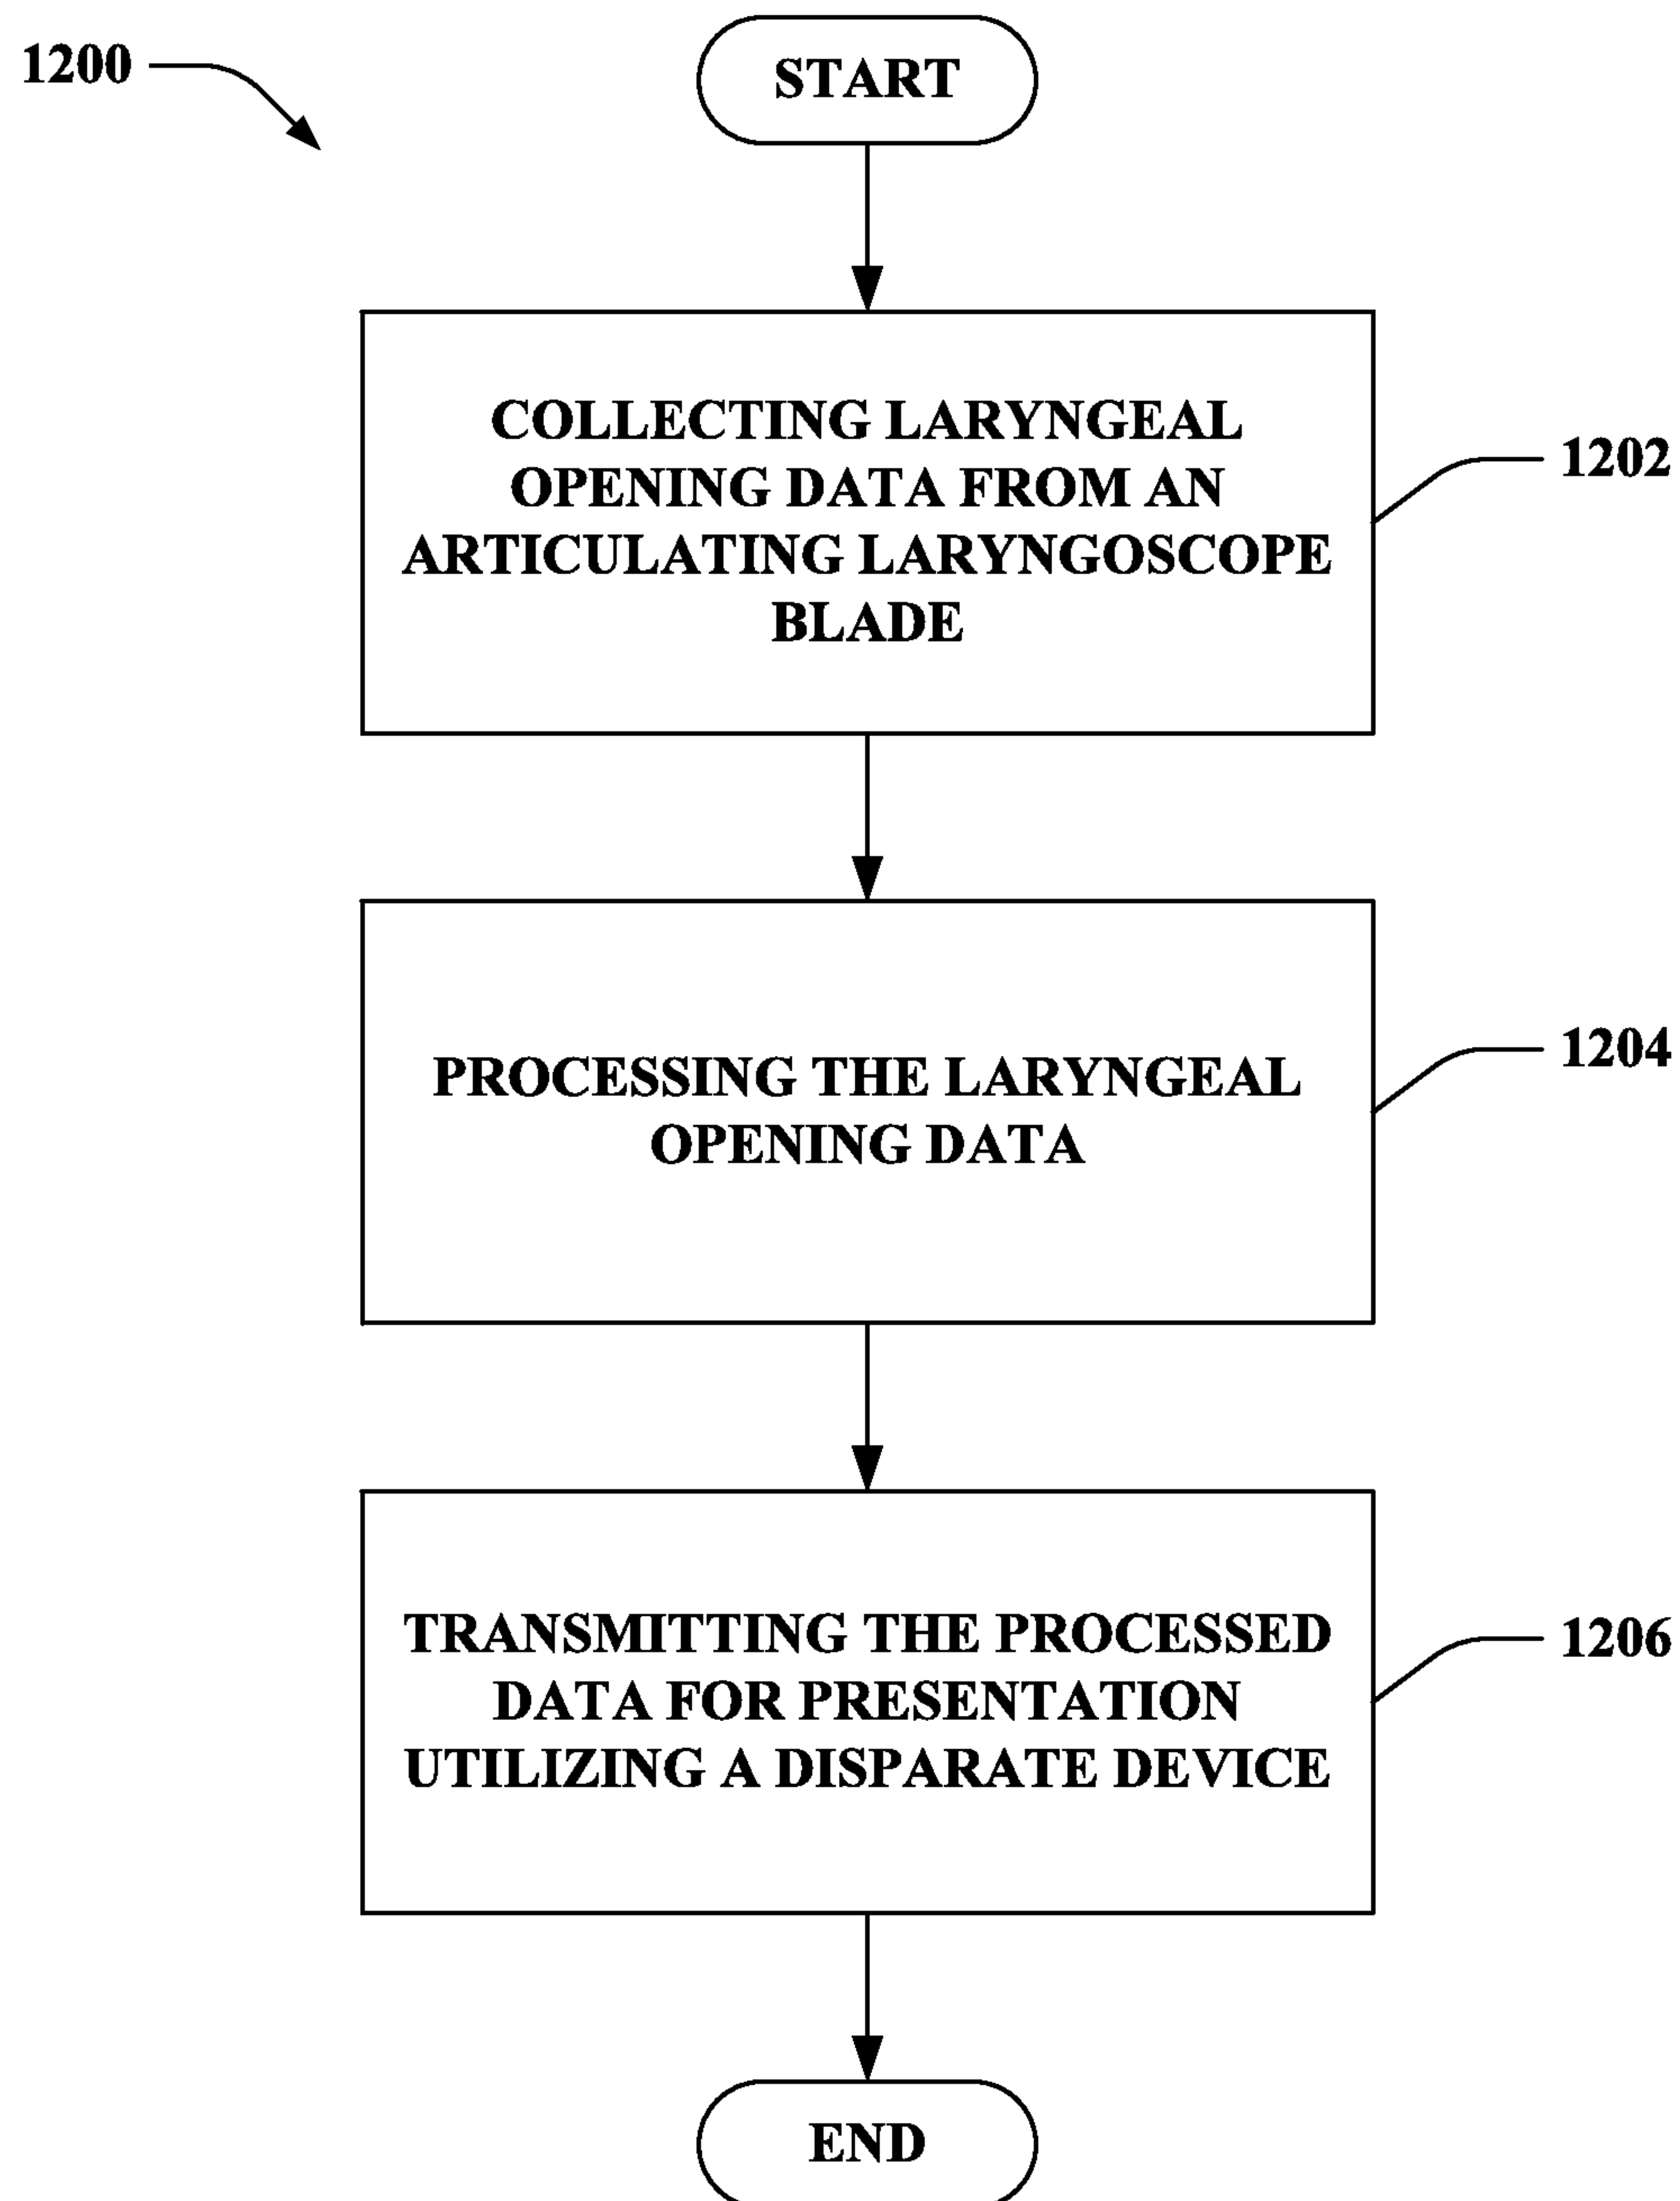 1200
START
COLLECTING LARYNGEAL
OPENING DATA FROM AN
ARTICULATING LARYNGOSCOPE
BLADE
1202
PROCESSING THE LARYNGEAL
OPENING DATA
1204
TRANSMITTING THE PROCESSED
DATA FOR PRESENTATION
UTILIZING A DISPARATE DEVICE
1206
END